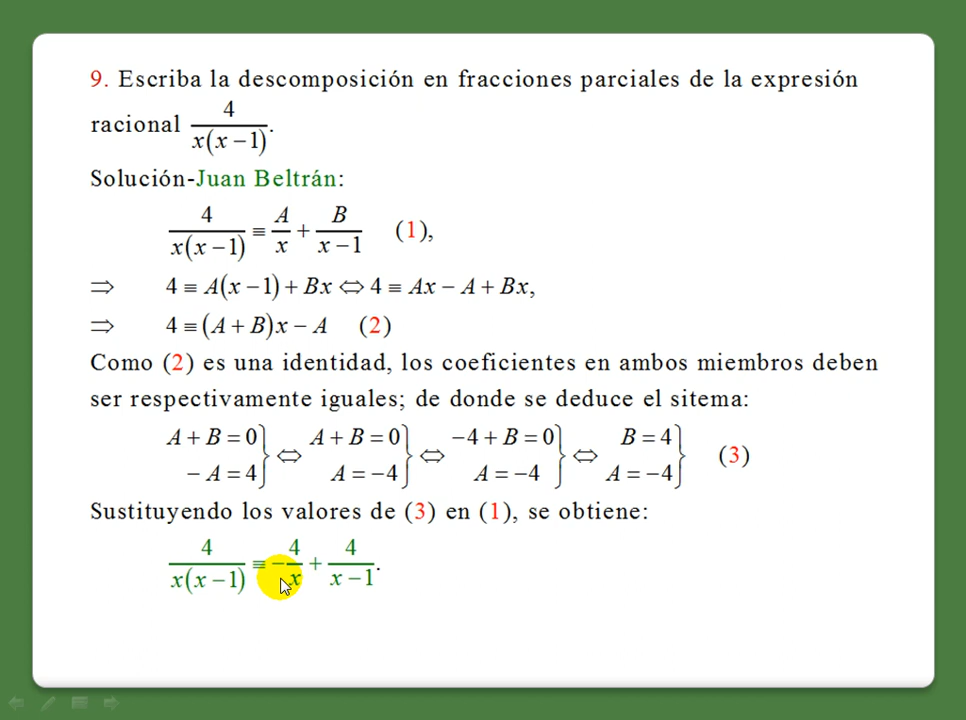 9. Escriba la descomposición en fracciones parciales de la expresión
racional 4/(x(x−1)).
Solución-Juan Beltrán:
4/(x(x−1)) ≡ A/x + B/(x−1) (1),
⇒ 4 ≡ A(x−1)+Bx ⇔ 4 ≡ Ax − A + Bx,
⇒ 4 ≡ (A+B)x − A (2)
Como (2) es una identidad, los coeficientes en ambos miembros deben
ser respectivamente iguales; de donde se deduce el sitema:
A+B=0} ⇔ A+B=0} ⇔ −4+B=0} ⇔ B=4} (3)
−A=4} A=−4} A=−4} A=−4}
Sustituyendo los valores de (3) en (1), se obtiene:
4/(x(x−1)) ≡ −4/x + 4/(x−1).